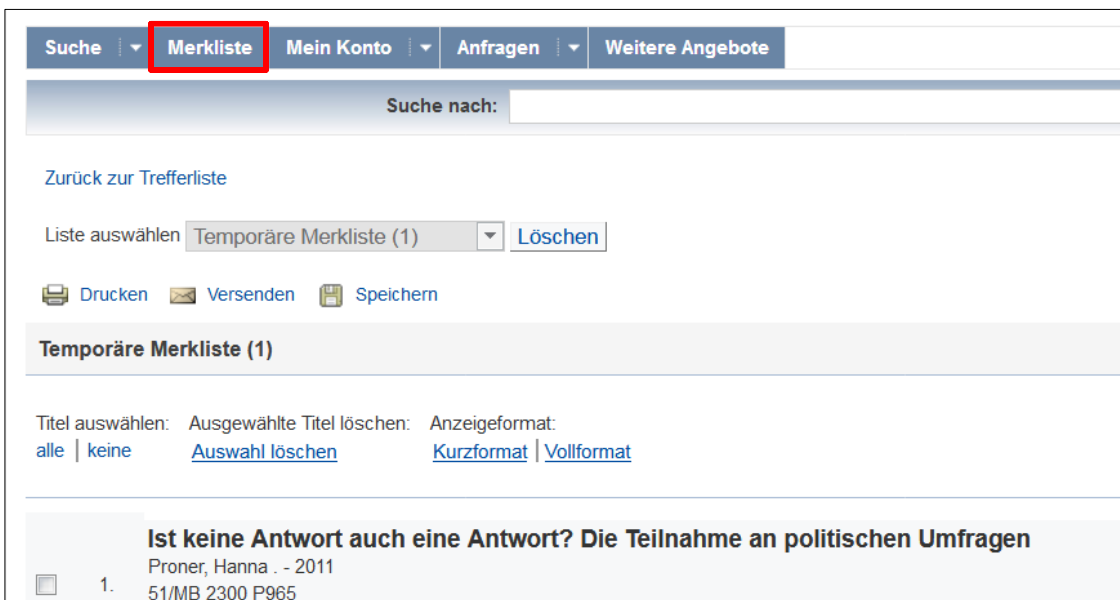 Suche Merkliste Mein Konto Anfragen Weitere Angebote
Suche nach:
Zurück zur Trefferliste
Liste auswählen Temporäre Merkliste (1) Löschen
Drucken Versenden Speichern
Temporäre Merkliste (1)
Titel auswählen: Ausgewählte Titel löschen: Anzeigeformat:
alle | keine Auswahl löschen Kurzformat | Vollformat
Ist keine Antwort auch eine Antwort? Die Teilnahme an politischen Umfragen
Proner, Hanna . - 2011
1.
51/MB 2300 P965